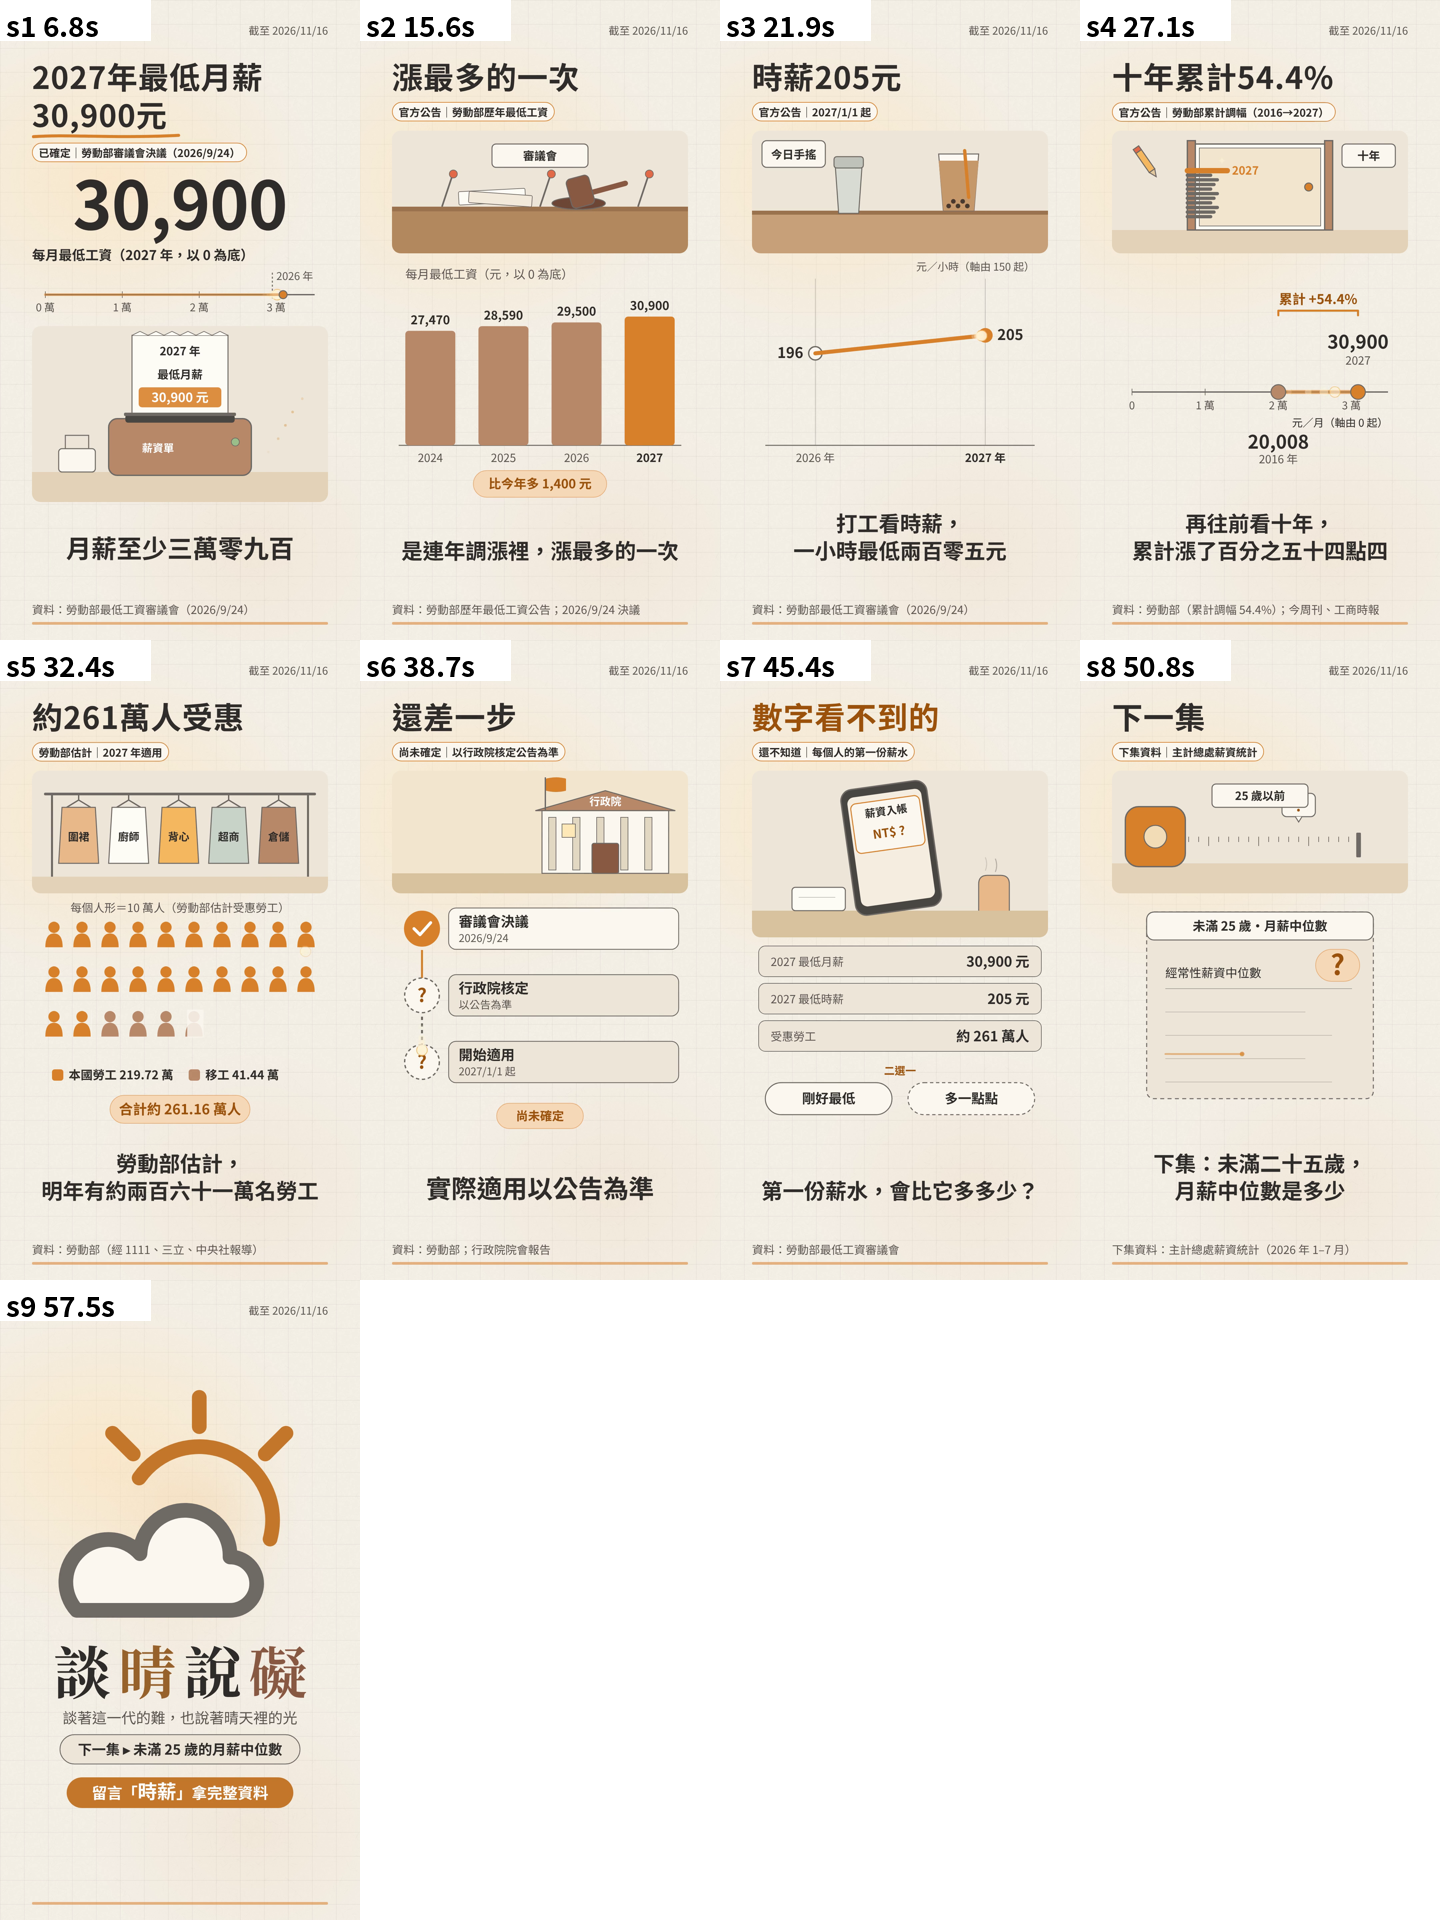 s1 6.8s
截至 2026/11/16
2027年最低月薪
30,900元
已確定｜勞動部審議會決議（2026/9/24）
30,900
每月最低工資（2027 年，以 0 為底）
2026 年
0 萬
1 萬
2 萬
3 萬
2027 年
最低月薪
30,900 元
薪資單
月薪至少三萬零九百
資料：勞動部最低工資審議會（2026/9/24）
s2 15.6s
截至 2026/11/16
漲最多的一次
官方公告｜勞動部歷年最低工資
審議會
每月最低工資（元，以 0 為底）
27,470
28,590
29,500
30,900
2024
2025
2026
2027
比今年多 1,400 元
是連年調漲裡，漲最多的一次
資料：勞動部歷年最低工資公告；2026/9/24 決議
s3 21.9s
截至 2026/11/16
時薪205元
官方公告｜2027/1/1 起
今日手搖
元／小時（軸由 150 起）
196
205
2026 年
2027 年
打工看時薪，
一小時最低兩百零五元
資料：勞動部最低工資審議會（2026/9/24）
s4 27.1s
截至 2026/11/16
十年累計54.4%
官方公告｜勞動部累計調幅（2016→2027）
2027
十年
累計 +54.4%
30,900
2027
0
1 萬
2 萬
3 萬
元／月（軸由 0 起）
20,008
2016 年
再往前看十年，
累計漲了百分之五十四點四
資料：勞動部（累計調幅 54.4%）；今周刊、工商時報
s5 32.4s
截至 2026/11/16
約261萬人受惠
勞動部估計｜2027 年適用
圍裙
廚師
背心
超商
倉儲
每個人形＝10 萬人（勞動部估計受惠勞工）
本國勞工 219.72 萬
移工 41.44 萬
合計約 261.16 萬人
勞動部估計，
明年有約兩百六十一萬名勞工
資料：勞動部（經 1111、三立、中央社報導）
s6 38.7s
截至 2026/11/16
還差一步
尚未確定｜以行政院核定公告為準
行政院
審議會決議
2026/9/24
?
行政院核定
以公告為準
?
開始適用
2027/1/1 起
尚未確定
實際適用以公告為準
資料：勞動部；行政院院會報告
s7 45.4s
截至 2026/11/16
數字看不到的
還不知道｜每個人的第一份薪水
薪資入帳
NT$ ?
2027 最低月薪
30,900 元
2027 最低時薪
205 元
受惠勞工
約 261 萬人
二選一
剛好最低
多一點點
第一份薪水，會比它多多少？
資料：勞動部最低工資審議會
s8 50.8s
截至 2026/11/16
下一集
下集資料｜主計總處薪資統計
25 歲以前
未滿 25 歲・月薪中位數
經常性薪資中位數
?
下集：未滿二十五歲，
月薪中位數是多少
下集資料：主計總處薪資統計（2026 年 1–7 月）
s9 57.5s
截至 2026/11/16
談晴說礙
談著這一代的難，也說著晴天裡的光
下一集 ▸ 未滿 25 歲的月薪中位數
留言「時薪」拿完整資料